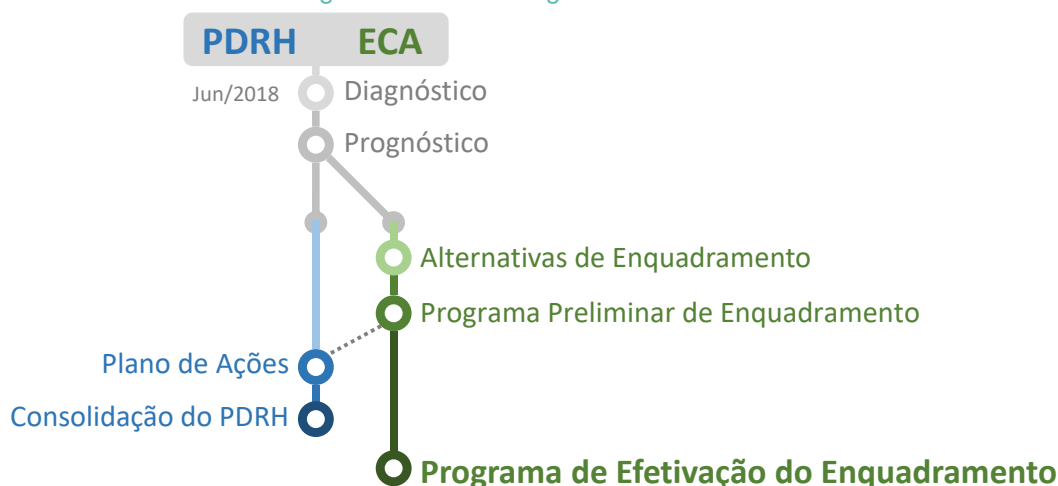 PDRH ECA
Jun/2018 Diagnóstico
Prognóstico
Alternativas de Enquadramento
Programa Preliminar de Enquadramento
Plano de Ações
Consolidação do PDRH
Programa de Efetivação do Enquadramento